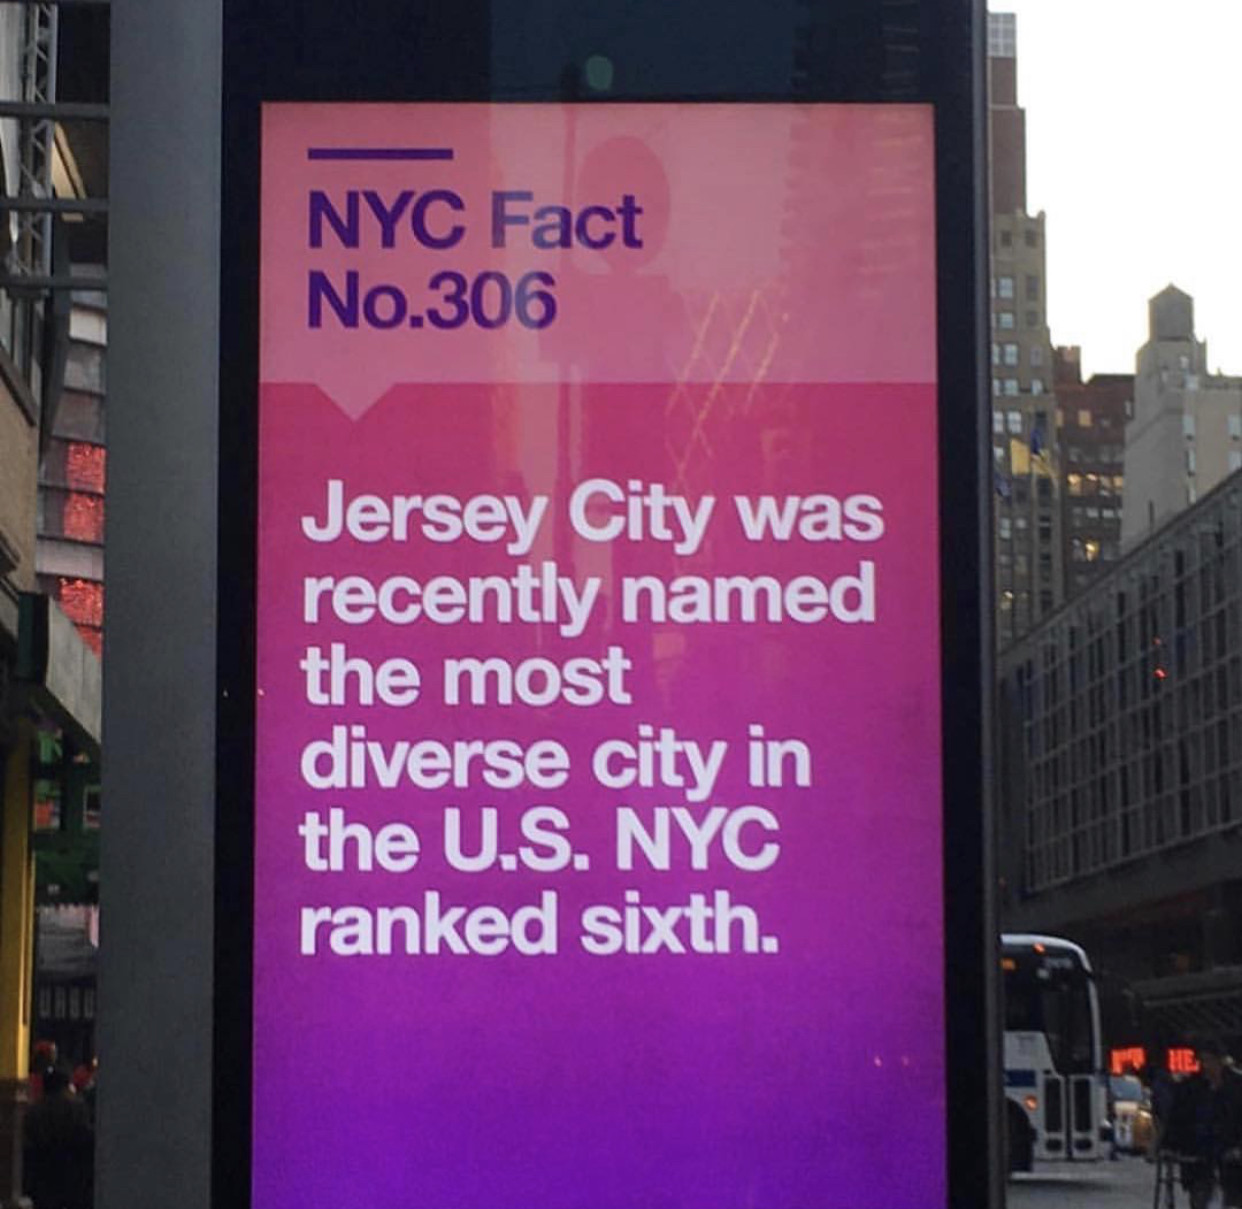 NYC Fact
No.306
Jersey City was
recently named
the most
diverse city in
the U.S. NYC
ranked sixth.